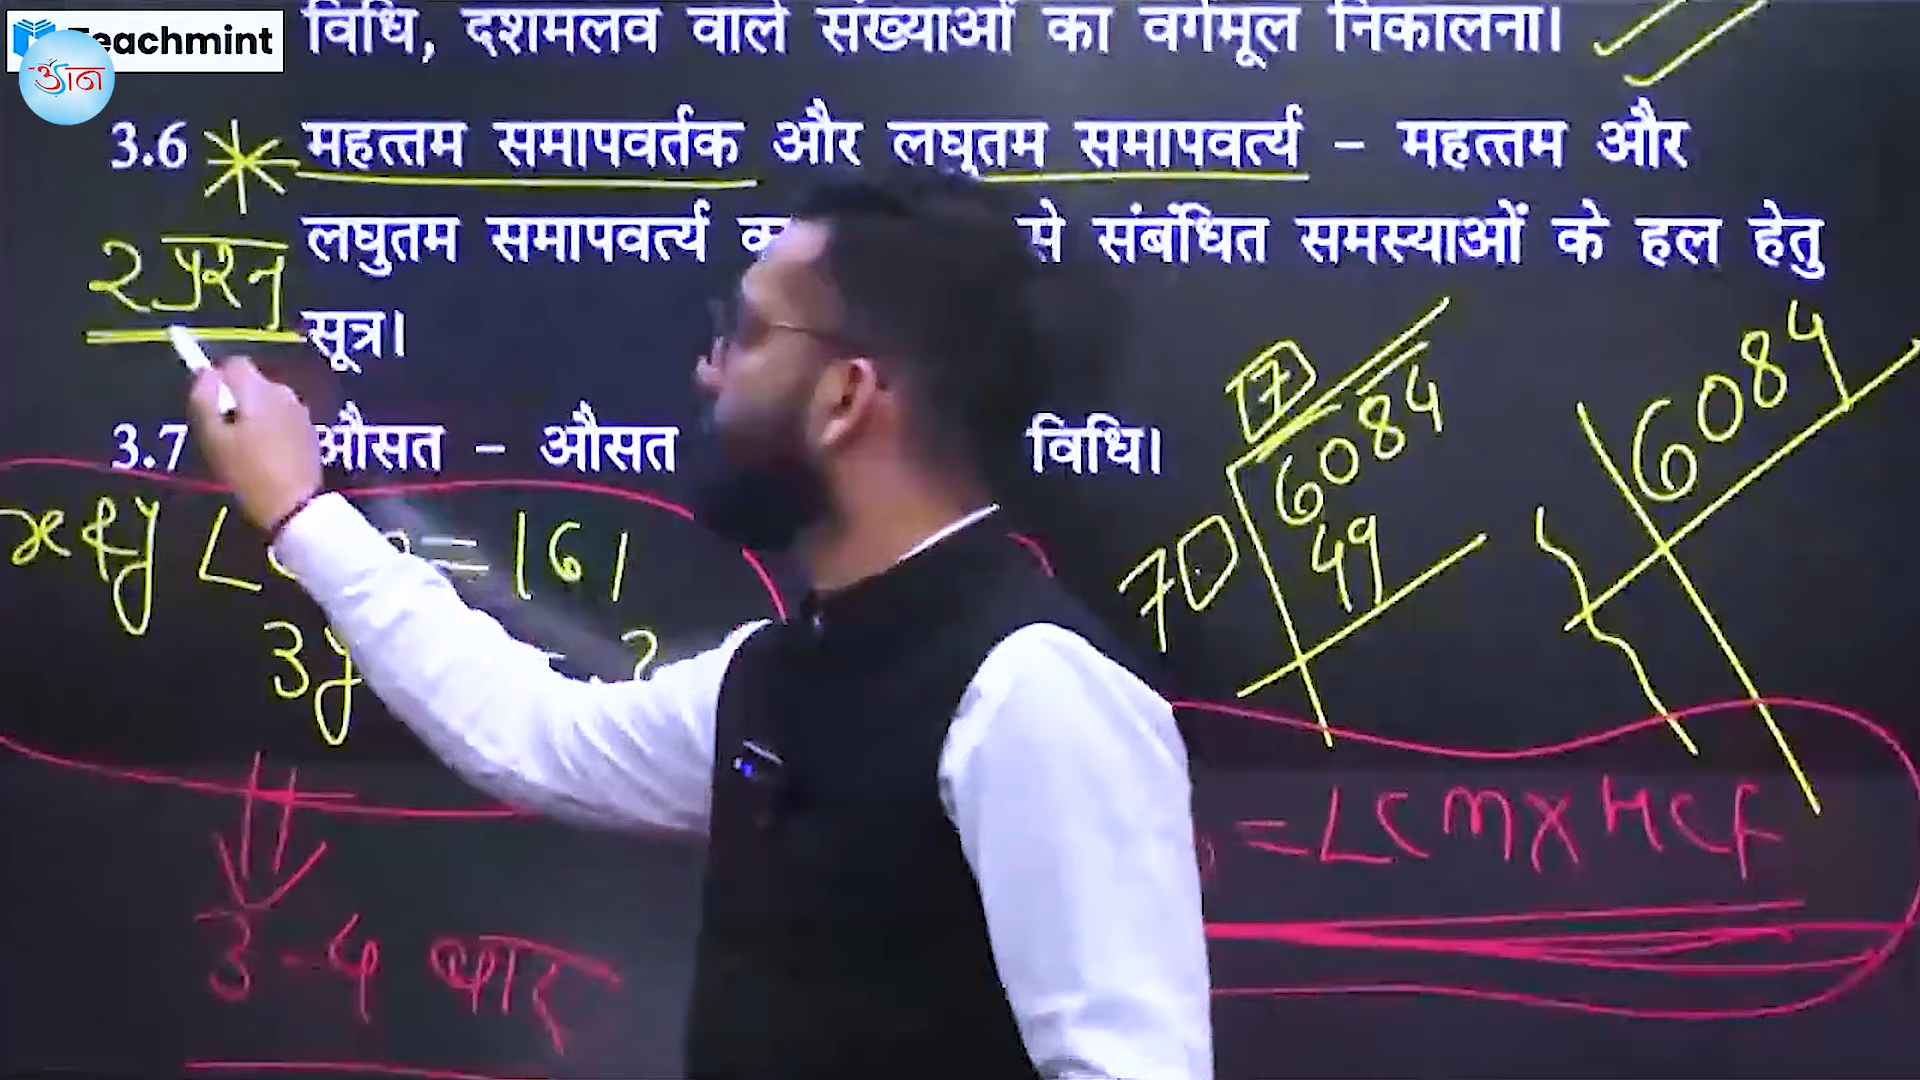 Teachmint
ज्ञान
विधि, दशमलव वाले संख्याओं का वर्गमूल निकालना।
3.6 महत्तम समापवर्तक और लघुतम समापवर्त्य – महत्तम और
लघुतम समापवर्त्य से संबंधित समस्याओं के हल हेतु
2 प्रश्न सूत्र।
3.7 औसत – औसत विधि।
7
6084
49
70
6084
x & y = 161
3y
= LCM X HCF
3-4 बार